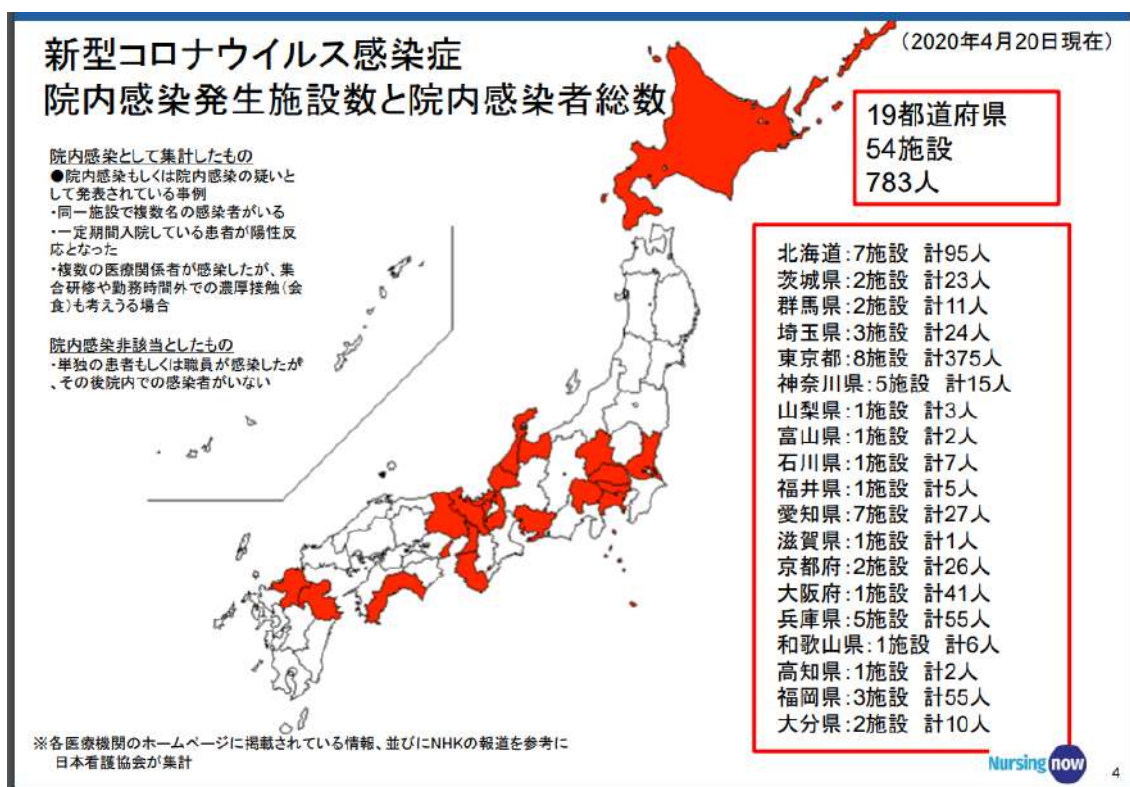 新型コロナウイルス感染症
院内感染発生施設数と院内感染者総数
（2020年4月20日現在）
19都道府県
54施設
783人
院内感染として集計したもの
●院内感染もしくは院内感染の疑いと
して発表されている事例
・同一施設で複数名の感染者がいる
・一定期間入院している患者が陽性反
応となった
・複数の医療関係者が感染したが、集
合研修や勤務時間外での濃厚接触（会
食）も考えうる場合
院内感染非該当としたもの
・単独の患者もしくは職員が感染したが
、その後院内での感染者がいない
北海道：7施設 計95人
茨城県：2施設 計23人
群馬県：2施設 計11人
埼玉県：3施設 計24人
東京都：8施設 計375人
神奈川県：5施設 計15人
山梨県：1施設 計3人
富山県：1施設 計2人
石川県：1施設 計7人
福井県：1施設 計5人
愛知県：7施設 計27人
滋賀県：1施設 計1人
京都府：2施設 計26人
大阪府：1施設 計41人
兵庫県：5施設 計55人
和歌山県：1施設 計6人
高知県：1施設 計2人
福岡県：3施設 計55人
大分県：2施設 計10人
※各医療機関のホームページに掲載されている情報、並びにNHKの報道を参考に
日本看護協会が集計
Nursing now
4